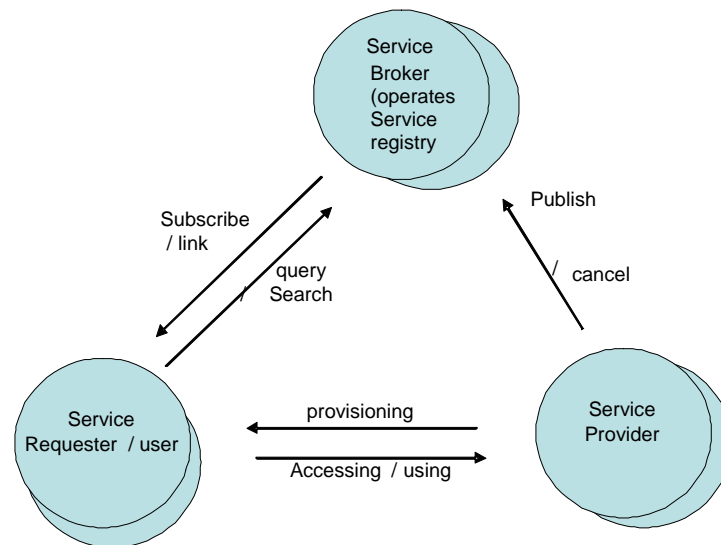 Service
Broker
(operates
Service
registry
Subscribe
/ link
query
/ Search
Publish
/ cancel
Service
Requester / user
provisioning
Accessing / using
Service
Provider